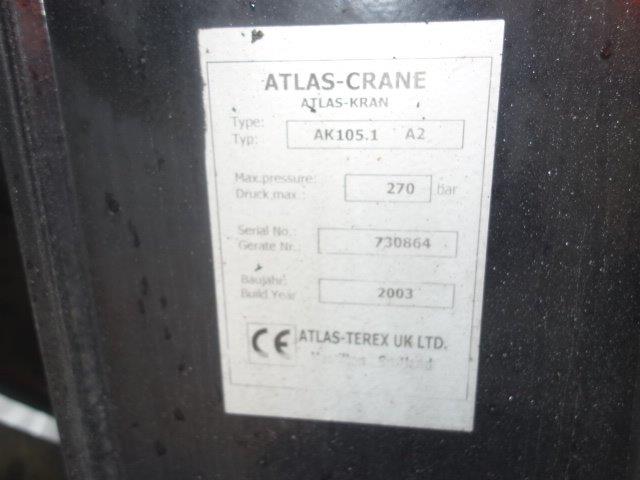 ATLAS-CRANE
ATLAS-KRAN
Type:
Typ: AK105.1 A2
Max.pressure:
Druck.max.: 270 bar
Serial No.:
Gerate Nr.: 730864
Baujahr:
Build Year 2003
CE ATLAS-TEREX UK LTD.